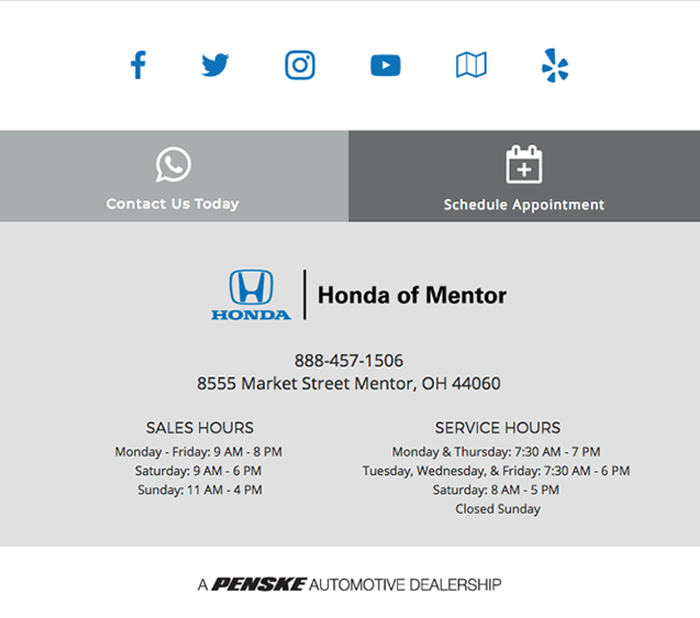 Contact Us Today
Schedule Appointment
HONDA
Honda of Mentor
888-457-1506
8555 Market Street Mentor, OH 44060
SALES HOURS
Monday - Friday: 9 AM - 8 PM
Saturday: 9 AM - 6 PM
Sunday: 11 AM - 4 PM
SERVICE HOURS
Monday & Thursday: 7:30 AM - 7 PM
Tuesday, Wednesday, & Friday: 7:30 AM - 6 PM
Saturday: 8 AM - 5 PM
Closed Sunday
A PENSKE AUTOMOTIVE DEALERSHIP